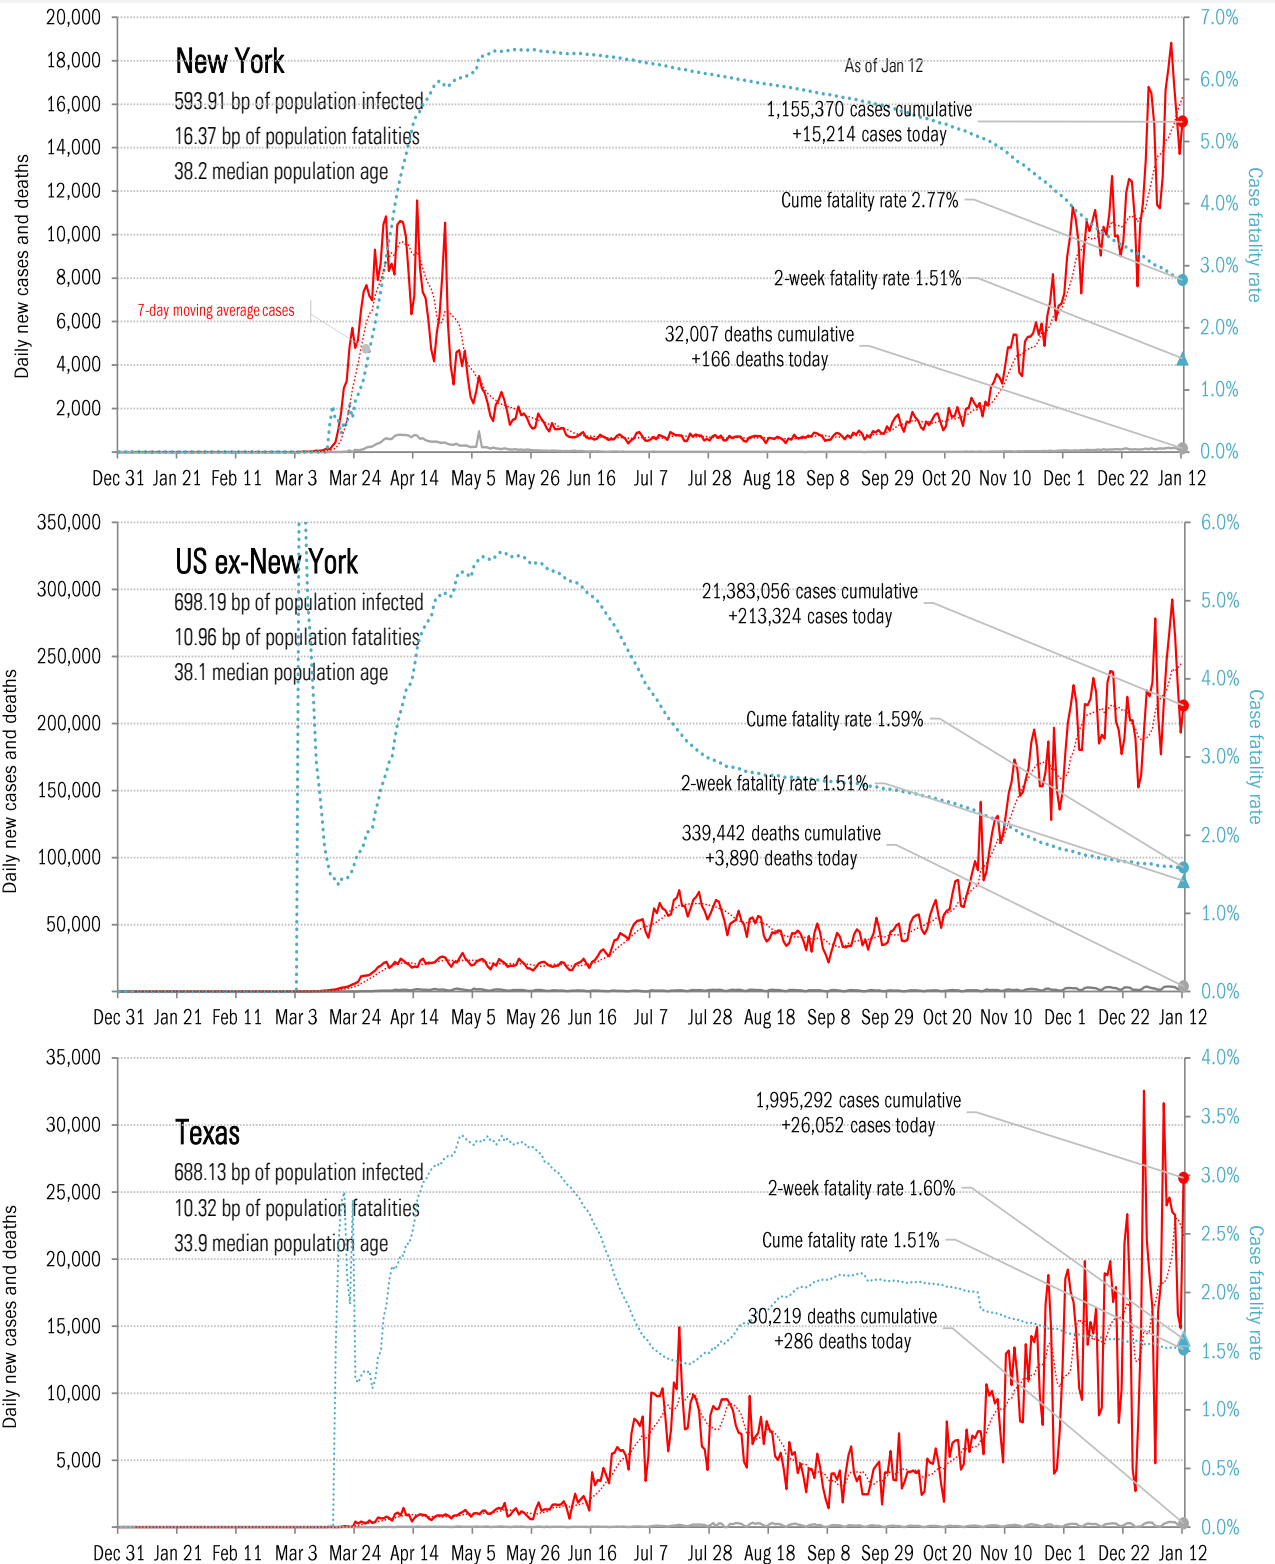 20,000
18,000
16,000
14,000
12,000
10,000
8,000
6,000
4,000
2,000
Daily new cases and deaths
New York
593.91 bp of population infected
16.37 bp of population fatalities
38.2 median population age
7-day moving average cases
As of Jan 12
1,155,370 cases cumulative
+15,214 cases today
Cume fatality rate 2.77%
2-week fatality rate 1.51%
32,007 deaths cumulative
+166 deaths today
7.0%
6.0%
5.0%
4.0%
3.0%
2.0%
1.0%
0.0%
Case fatality rate
Dec 31 Jan 21 Feb 11 Mar 3 Mar 24 Apr 14 May 5 May 26 Jun 16 Jul 7 Jul 28 Aug 18 Sep 8 Sep 29 Oct 20 Nov 10 Dec 1 Dec 22 Jan 12
350,000
300,000
250,000
200,000
150,000
100,000
50,000
Daily new cases and deaths
US ex-New York
698.19 bp of population infected
10.96 bp of population fatalities
38.1 median population age
21,383,056 cases cumulative
+213,324 cases today
Cume fatality rate 1.59%
2-week fatality rate 1.51%
339,442 deaths cumulative
+3,890 deaths today
6.0%
5.0%
4.0%
3.0%
2.0%
1.0%
0.0%
Case fatality rate
Dec 31 Jan 21 Feb 11 Mar 3 Mar 24 Apr 14 May 5 May 26 Jun 16 Jul 7 Jul 28 Aug 18 Sep 8 Sep 29 Oct 20 Nov 10 Dec 1 Dec 22 Jan 12
35,000
30,000
25,000
20,000
15,000
10,000
5,000
Daily new cases and deaths
Texas
688.13 bp of population infected
10.32 bp of population fatalities
33.9 median population age
1,995,292 cases cumulative
+26,052 cases today
2-week fatality rate 1.60%
Cume fatality rate 1.51%
30,219 deaths cumulative
+286 deaths today
4.0%
3.5%
3.0%
2.5%
2.0%
1.5%
1.0%
0.5%
0.0%
Case fatality rate
Dec 31 Jan 21 Feb 11 Mar 3 Mar 24 Apr 14 May 5 May 26 Jun 16 Jul 7 Jul 28 Aug 18 Sep 8 Sep 29 Oct 20 Nov 10 Dec 1 Dec 22 Jan 12